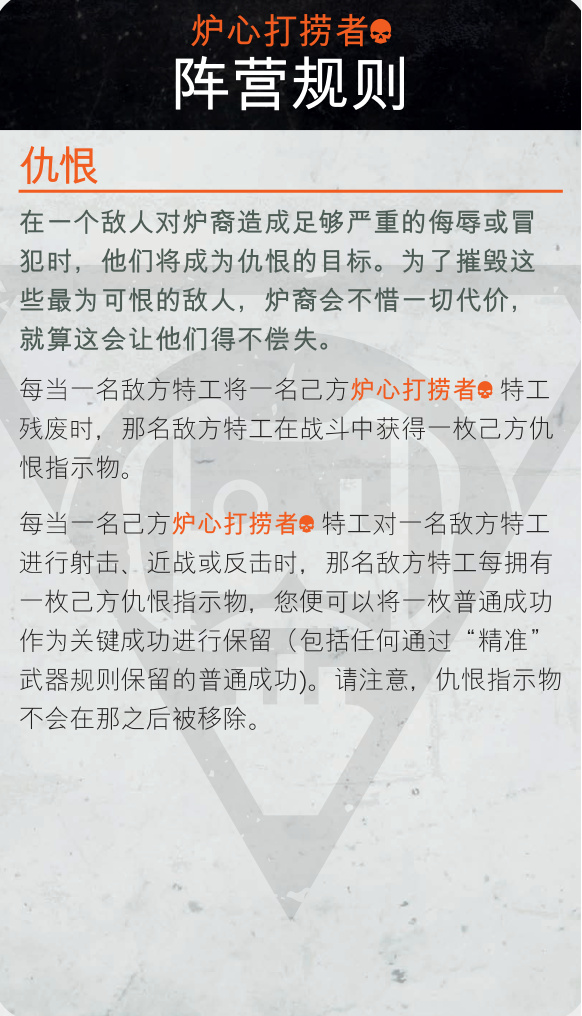 炉心打捞者
阵营规则
仇恨
在一个敌人对炉裔造成足够严重的侮辱或冒
犯时，他们将成为仇恨的目标。为了摧毁这
些最为可恨的敌人，炉裔会不惜一切代价，
就算这会让他们得不偿失。
每当一名敌方特工将一名己方炉心打捞者 特工
残废时，那名敌方特工在战斗中获得一枚己方仇
恨指示物。
每当一名己方炉心打捞者 特工对一名敌方特工
进行射击、近战或反击时，那名敌方特工每拥有
一枚己方仇恨指示物，您便可以将一枚普通成功
作为关键成功进行保留（包括任何通过“精准”
武器规则保留的普通成功)。请注意，仇恨指示物
不会在那之后被移除。